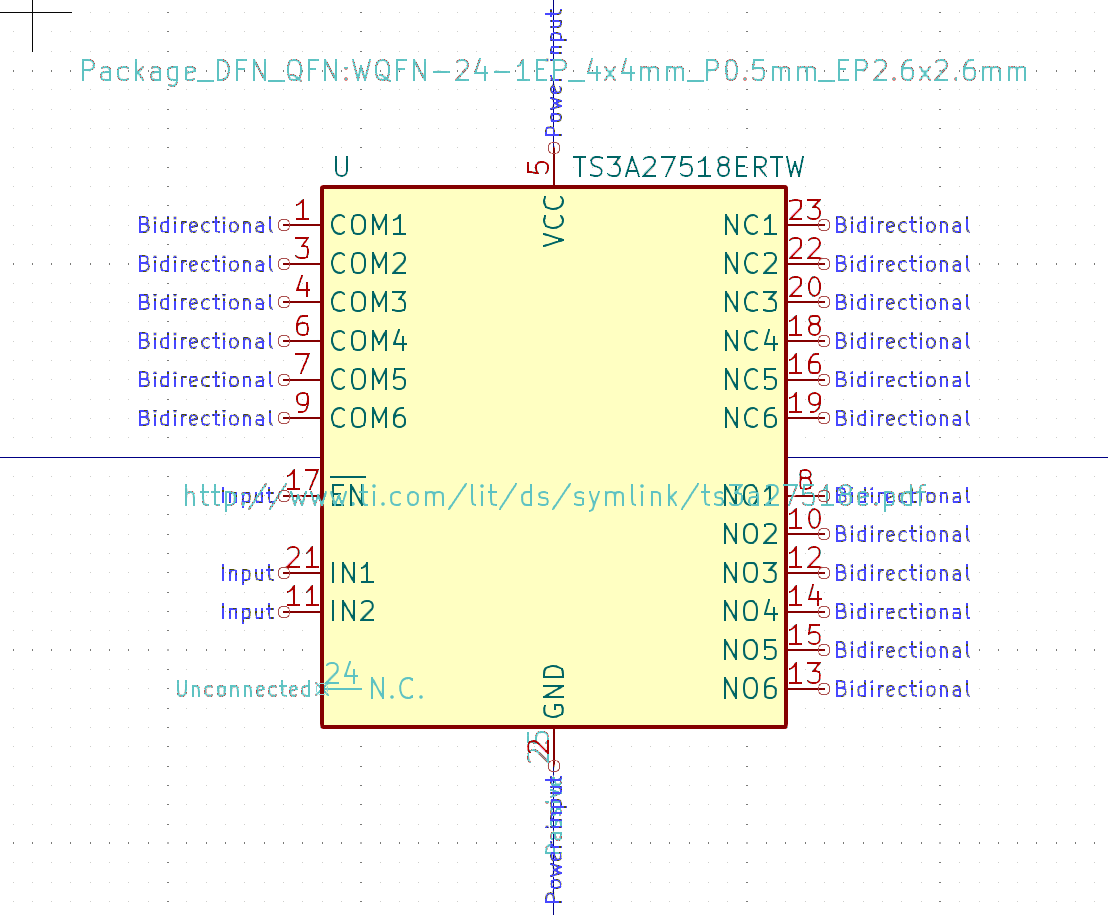 Power input
Package_DFN_QFN:WQFN-24-1EP_4x4mm_P0.5mm_EP2.6x2.6mm
U 5 TS3A27518ERTW
VCC
Bidirectional 1 COM1 NC1 23 Bidirectional
Bidirectional 3 COM2 NC2 22 Bidirectional
Bidirectional 4 COM3 NC3 20 Bidirectional
Bidirectional 6 COM4 NC4 18 Bidirectional
Bidirectional 7 COM5 NC5 16 Bidirectional
Bidirectional 9 COM6 NC6 19 Bidirectional
Input 17 EN NO1 8 Bidirectional
http://www.ti.com/lit/ds/symlink/ts3a27518e.pdf
NO2 10 Bidirectional
Input 21 IN1 NO3 12 Bidirectional
Input 11 IN2 NO4 14 Bidirectional
NO5 15 Bidirectional
Unconnected 24 N.C. NO6 13 Bidirectional
GND
2
25
Power input
Passive